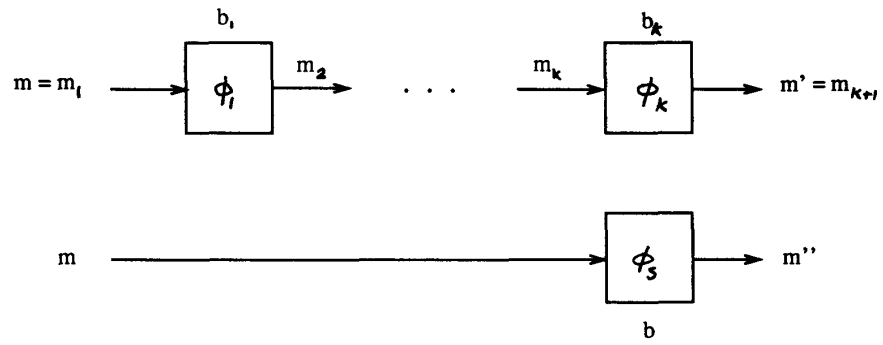 b₁ b_k
m = m₁ ϕ₁ m₂ . . . m_k ϕ_k m' = m_{k+1}
m ϕ_s m''
b